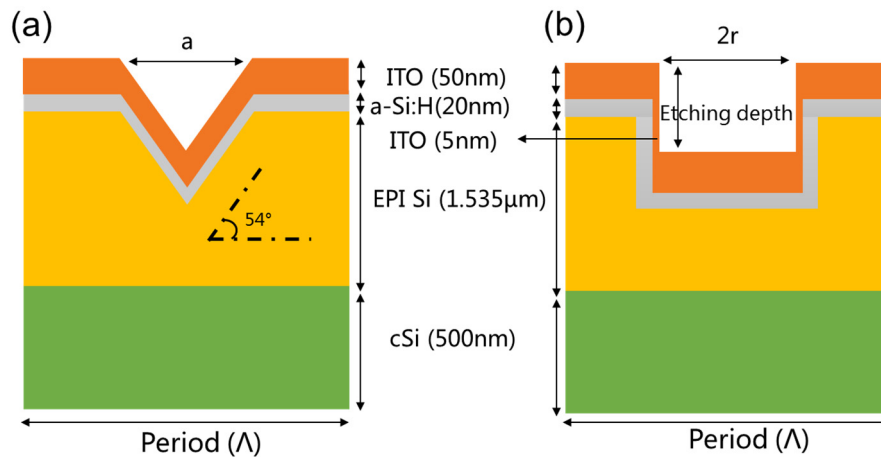 (a)
a
ITO (50nm)
a-Si:H(20nm)
ITO (5nm)
EPI Si (1.535μm)
54°
cSi (500nm)
Period (Λ)
(b)
2r
Etching depth
Period (Λ)